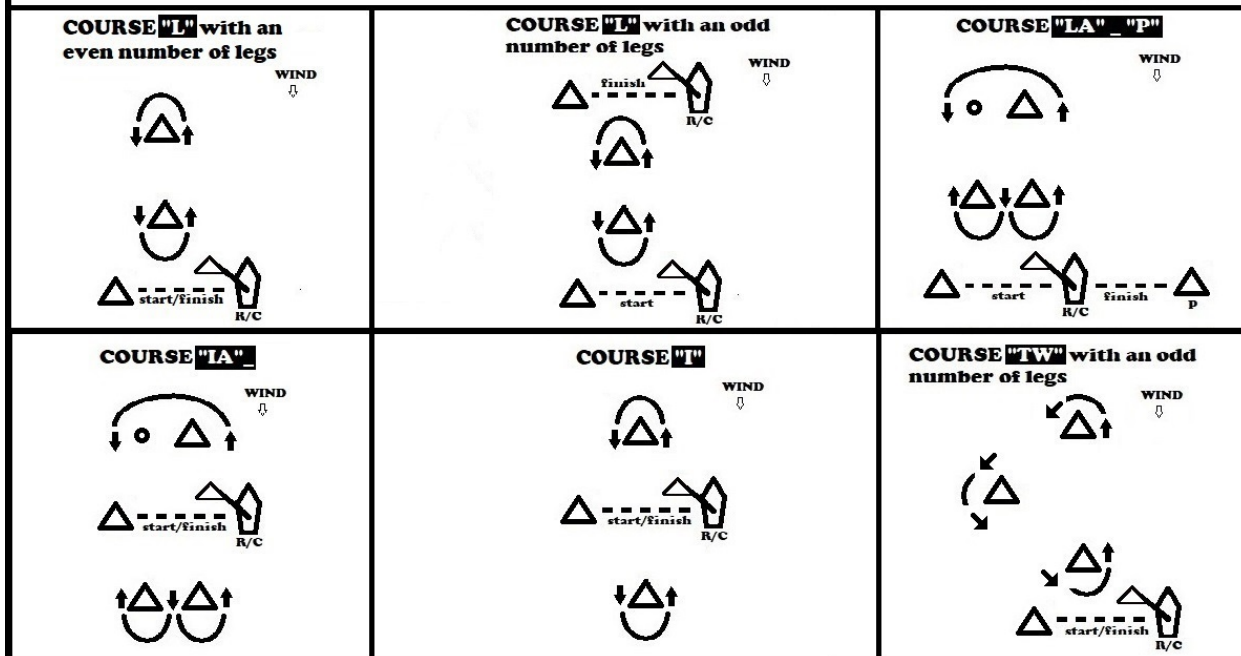 COURSE "L" with an
even number of legs
WIND
start/finish
R/C
COURSE "L" with an odd
number of legs
WIND
finish
R/C
start
R/C
COURSE "LA" _ "P"
WIND
start
R/C
finish
P
COURSE "IA"_
WIND
start/finish
R/C
COURSE "I"
WIND
start/finish
R/C
COURSE "TW" with an odd
number of legs
WIND
start/finish
R/C